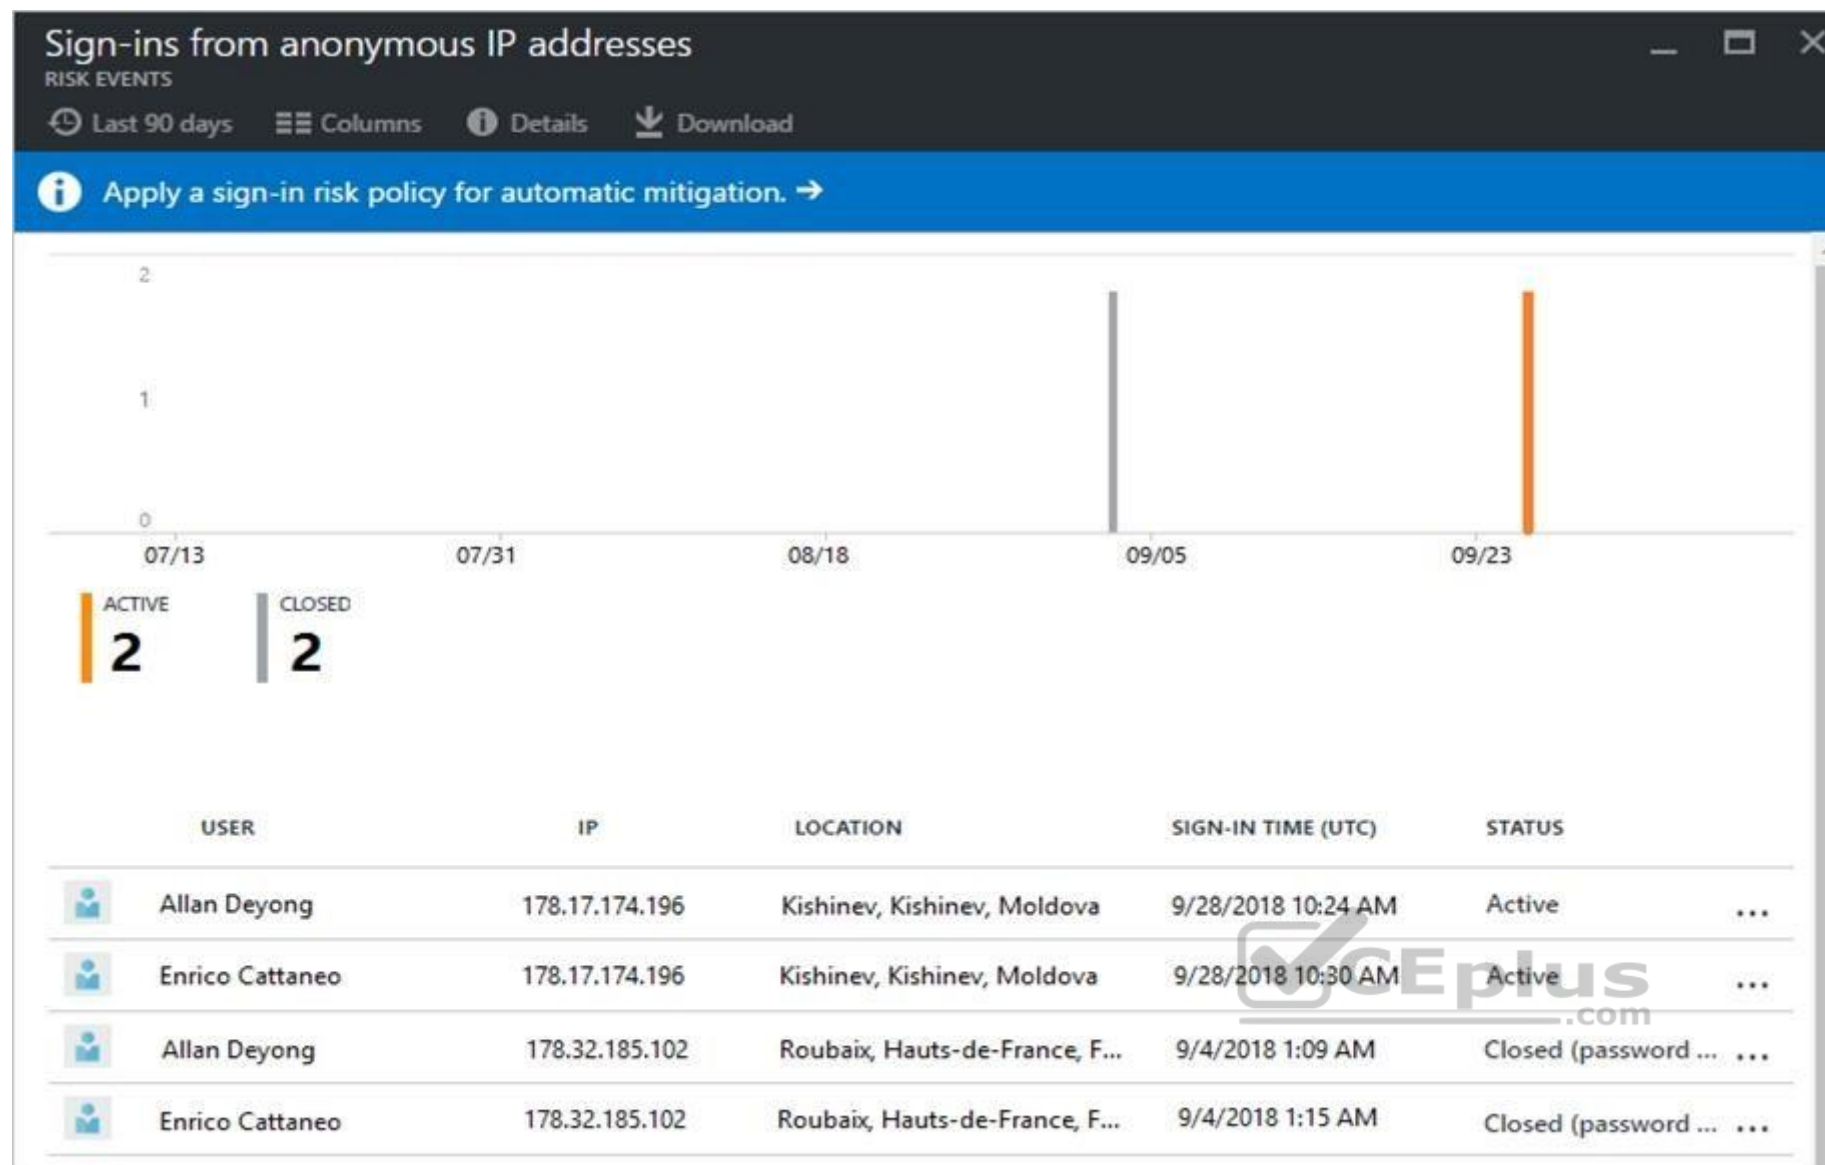 Sign-ins from anonymous IP addresses
RISK EVENTS
Last 90 days Columns Details Download
Apply a sign-in risk policy for automatic mitigation. →
2
1
0
07/13 07/31 08/18 09/05 09/23
ACTIVE CLOSED
2 2
USER IP LOCATION SIGN-IN TIME (UTC) STATUS
Allan Deyong 178.17.174.196 Kishinev, Kishinev, Moldova 9/28/2018 10:24 AM Active ...
Enrico Cattaneo 178.17.174.196 Kishinev, Kishinev, Moldova 9/28/2018 10:30 AM Active ...
Allan Deyong 178.32.185.102 Roubaix, Hauts-de-France, F... 9/4/2018 1:09 AM Closed (password ... ...
Enrico Cattaneo 178.32.185.102 Roubaix, Hauts-de-France, F... 9/4/2018 1:15 AM Closed (password ... ...
CEplus
.com